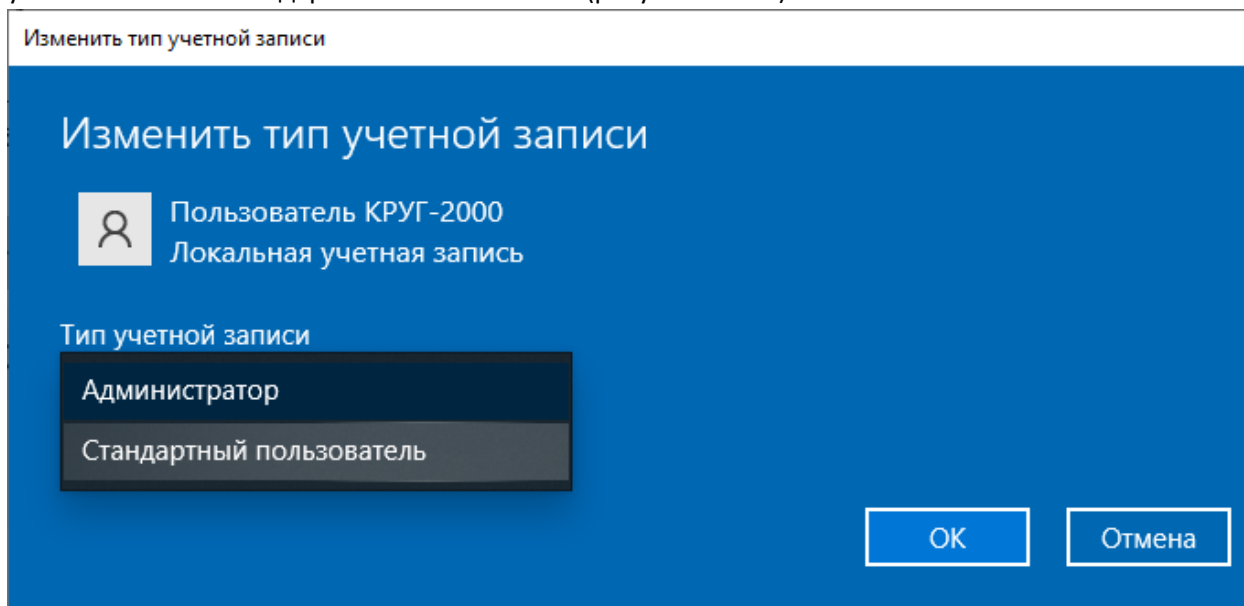 Изменить тип учетной записи
Изменить тип учетной записи
Пользователь КРУГ-2000
Локальная учетная запись
Тип учетной записи
Администратор
Стандартный пользователь
OK
Отмена